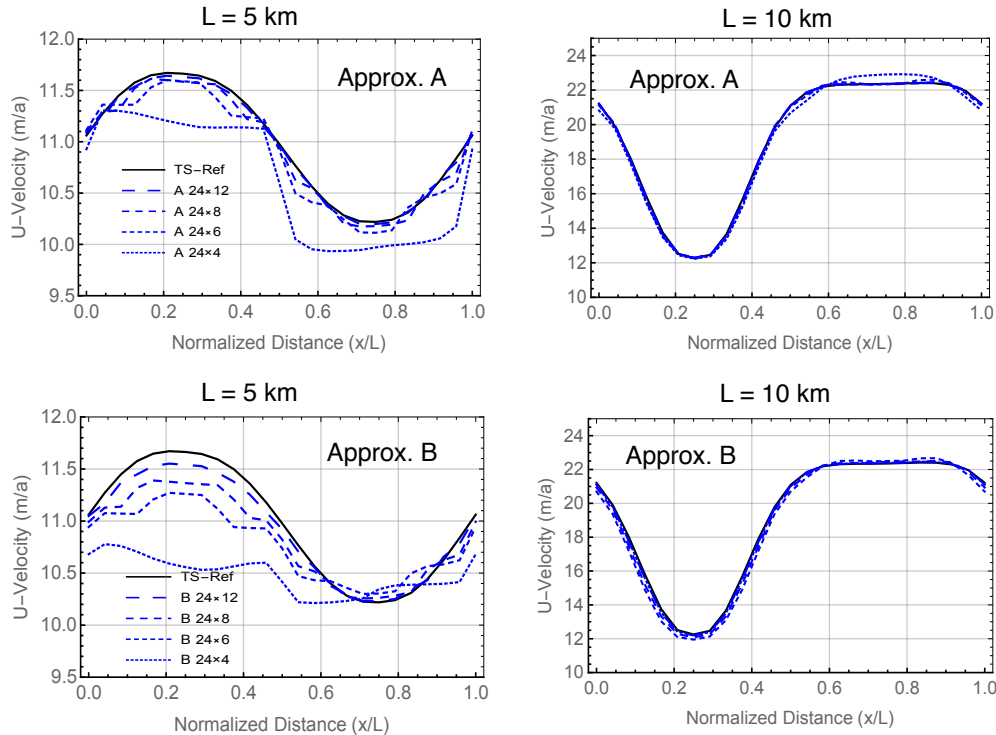 L = 5 km
12.0
11.5
11.0
10.5
10.0
9.5
U-Velocity (m/a)
Approx. A
TS-Ref
A 24×12
A 24×8
A 24×6
A 24×4
0.0 0.2 0.4 0.6 0.8 1.0
Normalized Distance (x/L)
L = 10 km
24
22
20
18
16
14
12
10
U-Velocity (m/a)
Approx. A
0.0 0.2 0.4 0.6 0.8 1.0
Normalized Distance (x/L)
L = 5 km
12.0
11.5
11.0
10.5
10.0
9.5
U-Velocity (m/a)
Approx. B
TS-Ref
B 24×12
B 24×8
B 24×6
B 24×4
0.0 0.2 0.4 0.6 0.8 1.0
Normalized Distance (x/L)
L = 10 km
24
22
20
18
16
14
12
10
U-Velocity (m/a)
Approx. B
0.0 0.2 0.4 0.6 0.8 1.0
Normalized Distance (x/L)